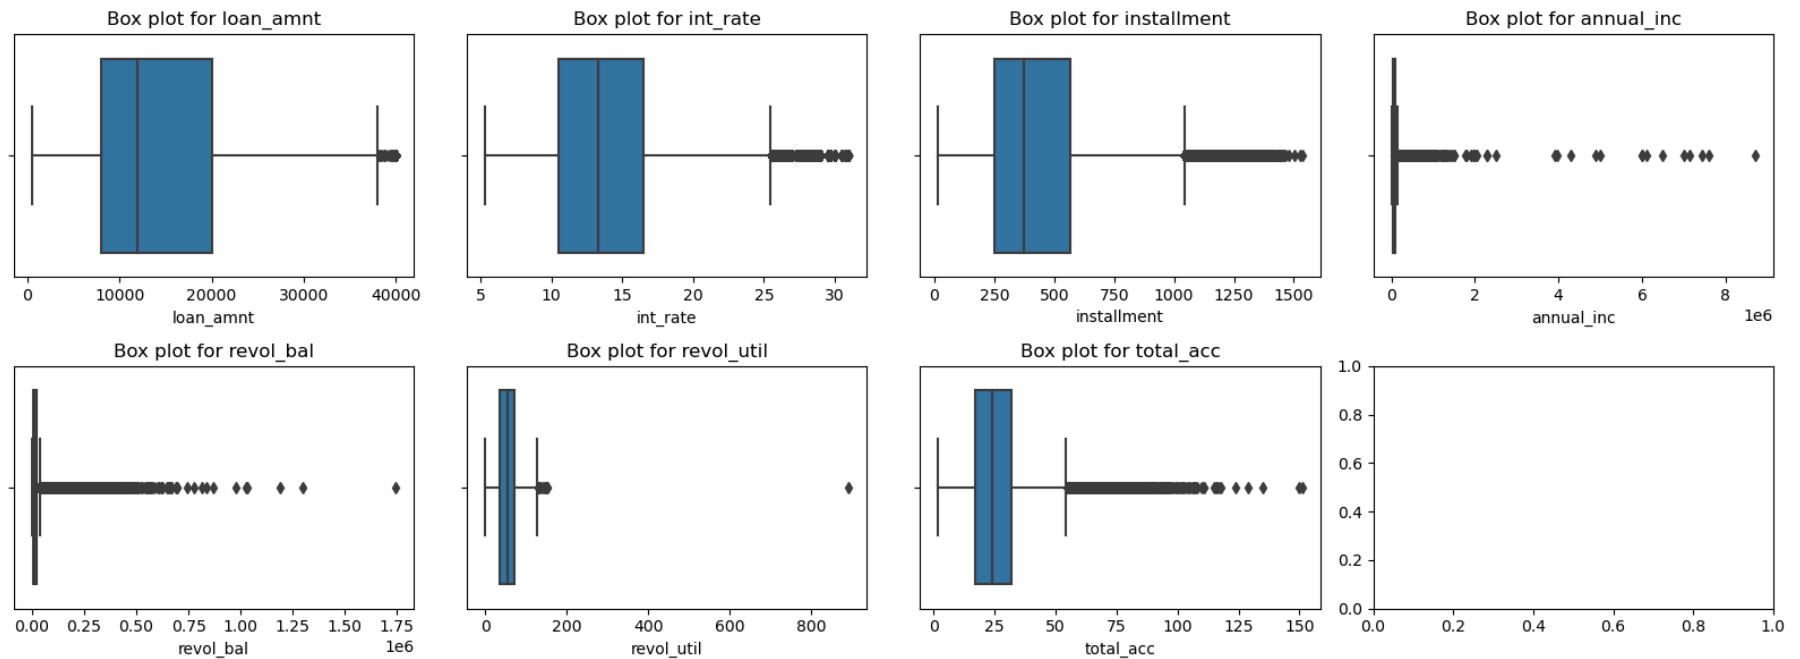 Box plot for loan_amnt
0 10000 20000 30000 40000
loan_amnt
Box plot for int_rate
5 10 15 20 25 30
int_rate
Box plot for installment
0 250 500 750 1000 1250 1500
installment
Box plot for annual_inc
0 2 4 6 8
1e6
annual_inc
Box plot for revol_bal
0.00 0.25 0.50 0.75 1.00 1.25 1.50 1.75
1e6
revol_bal
Box plot for revol_util
0 200 400 600 800
revol_util
Box plot for total_acc
0 25 50 75 100 125 150
total_acc
1.0
0.8
0.6
0.4
0.2
0.0
0.0 0.2 0.4 0.6 0.8 1.0